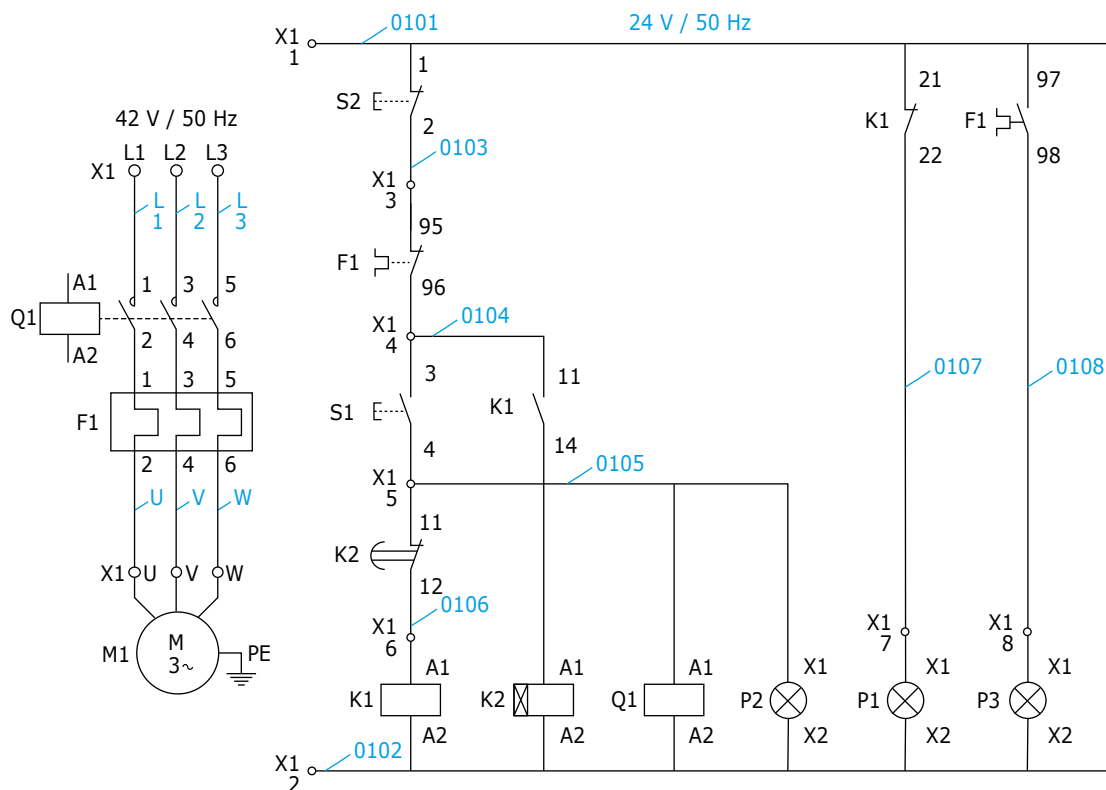 0101
24 V / 50 Hz
X1
1
1
S2
2
0103
X1
3
95
F1
96
X1
4
0104
3
S1
4
11
K1
14
X1
5
0105
11
K2
12
0106
X1
6
A1
K1
A2
A1
K2
A2
A1
Q1
A2
X1
P2
X2
21
K1
22
0107
X1
7
X1
P1
X2
97
F1
98
0108
X1
8
X1
P3
X2
X1
2
0102
42 V / 50 Hz
L1 L2 L3
X1
L L L
1 2 3
A1 1 3 5
Q1
A2 2 4 6
1 3 5
F1
2 4 6
U V W
X1 U V W
M1
M
3~
PE